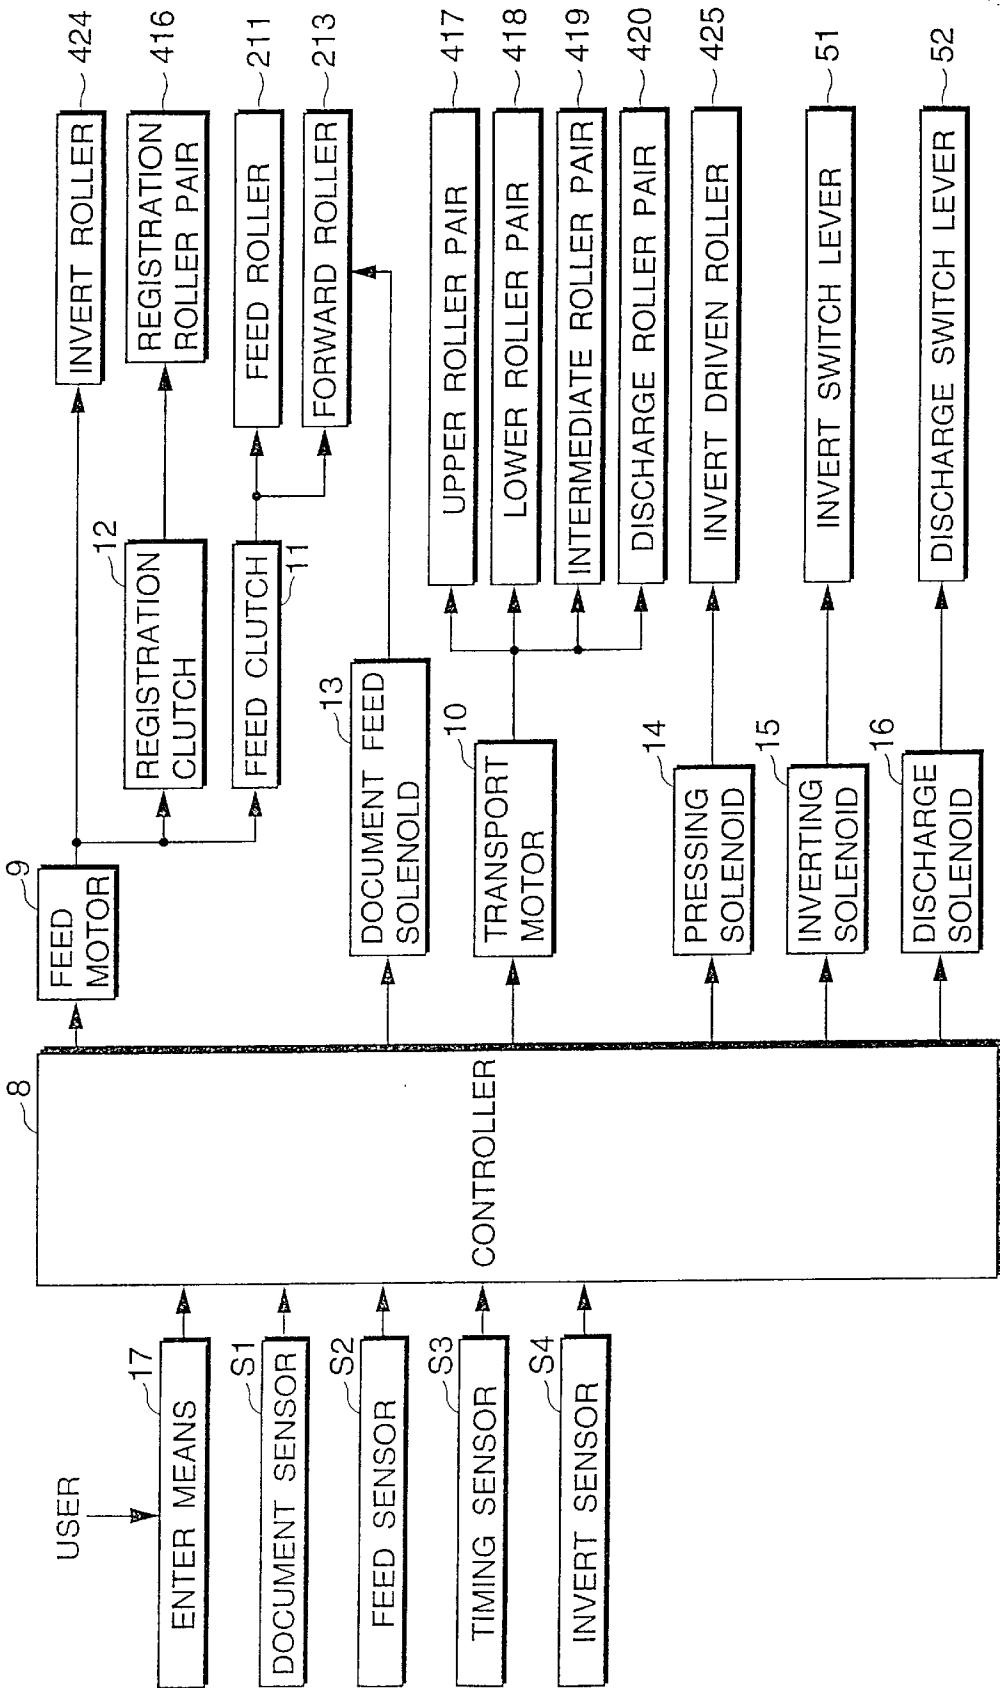 USER
17
ENTER MEANS
S1
DOCUMENT SENSOR
S2
FEED SENSOR
S3
TIMING SENSOR
S4
INVERT SENSOR
8
CONTROLLER
9
FEED
MOTOR
12
REGISTRATION
CLUTCH
FEED CLUTCH
11
13
DOCUMENT FEED
SOLENOLD
10
TRANSPORT
MOTOR
14
PRESSING
SOLENOID
15
INVERTING
SOLENOID
16
DISCHARGE
SOLENOID
INVERT ROLLER
424
REGISTRATION
ROLLER PAIR
416
FEED ROLLER
211
FORWARD ROLLER
213
UPPER ROLLER PAIR
417
LOWER ROLLER PAIR
418
INTERMEDIATE ROLLER PAIR
419
DISCHARGE ROLLER PAIR
420
INVERT DRIVEN ROLLER
425
INVERT SWITCH LEVER
51
DISCHARGE SWITCH LEVER
52